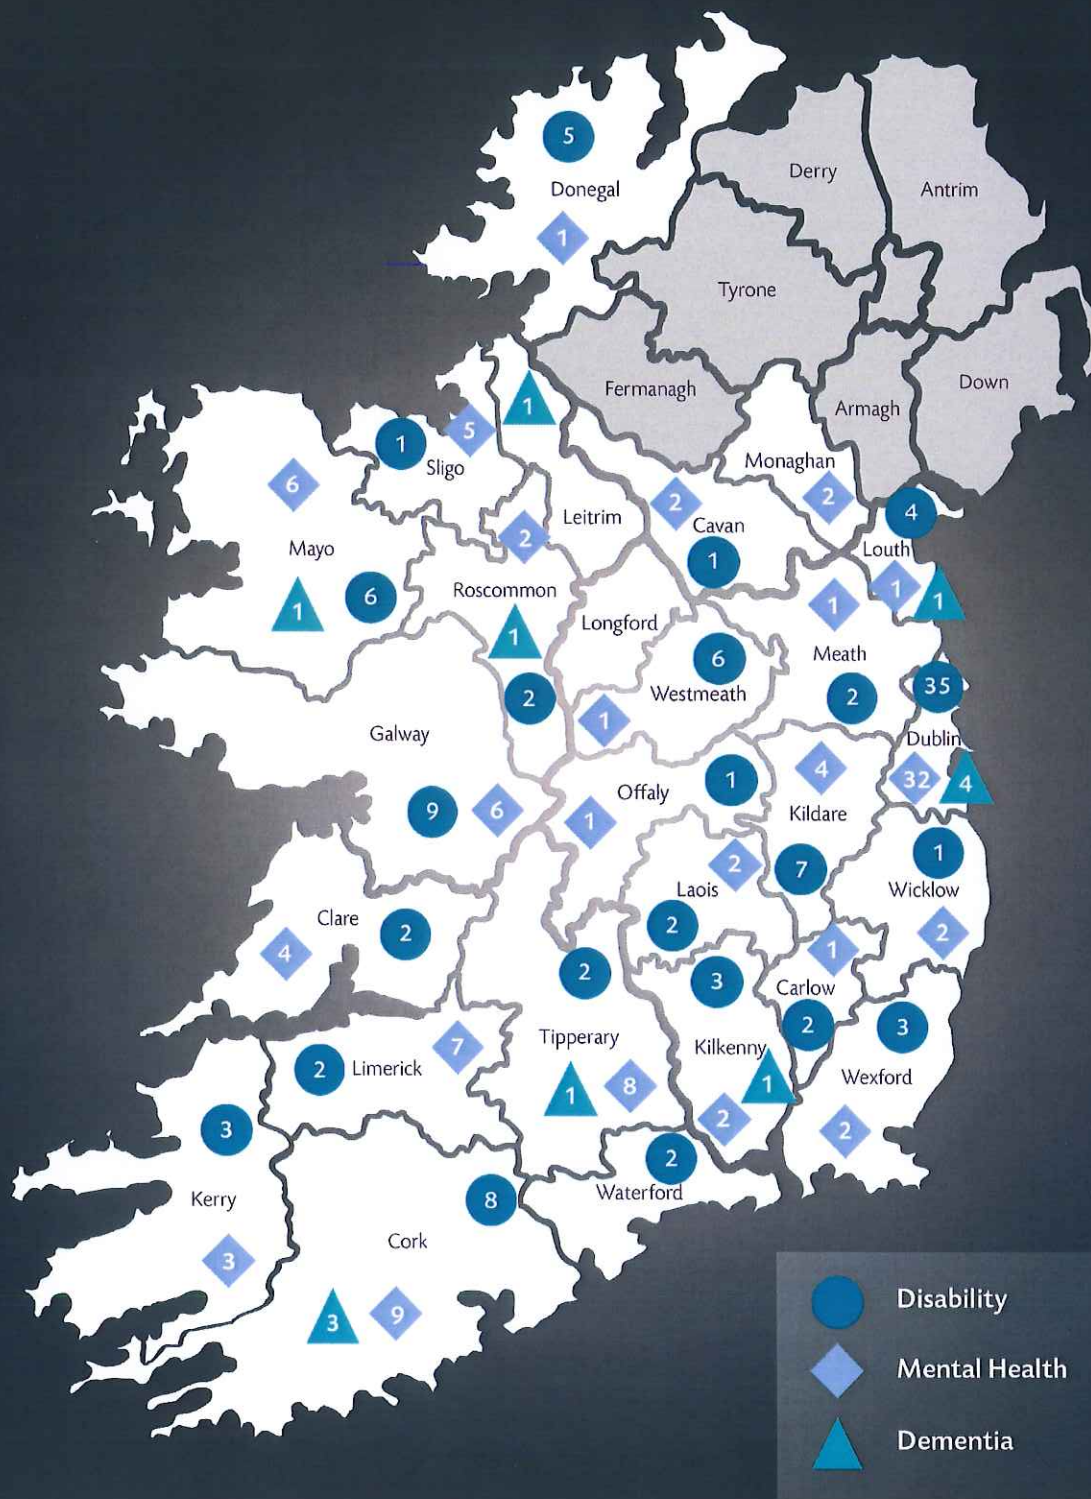 5
Donegal
1
Derry
Antrim
Tyrone
Fermanagh
Armagh
Down
1
1
5
Sligo
Monaghan
2
6
2
Cavan
1
4
Louth
1
1
Leitrim
2
Mayo
1
6
Roscommon
1
2
Longford
6
Westmeath
1
1
Meath
2
35
Dublin
32
4
Galway
9
6
Offaly
1
1
4
Kildare
7
1
Wicklow
2
2
Laois
2
Clare
2
4
2
Tipperary
1
8
3
Kilkenny
1
2
1
Carlow
2
3
Wexford
2
2
Limerick
7
3
Kerry
3
8
Cork
3
9
2
Waterford
Disability
Mental Health
Dementia